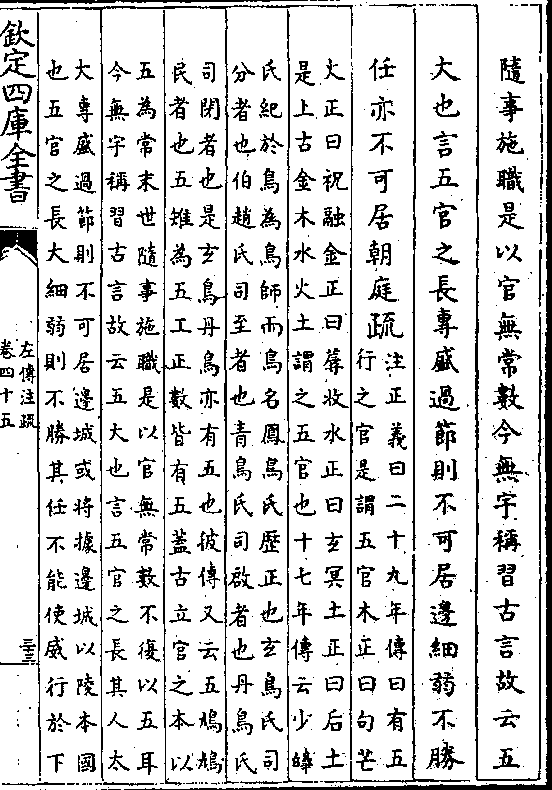 隨事施職是以官無常數今無字稱習古言故云五
大也言五官之長專盛過節則不可居邊細弱不勝
任亦不可居朝庭疏
注正義曰二十九年傳曰有五
行之官是謂五官木正曰句芒
火正曰祝融金正曰蓐收水正曰玄冥土正曰后土
是上古金木水火土謂之五官也十七年傳云少皞
氏紀於鳥為鳥師而鳥名鳳鳥氏歷正也玄鳥氏司
分者也伯趙氏司至者也青鳥氏司啟者也丹鳥氏
司閉者也是玄鳥丹鳥亦有五也彼傳又云五鳩鳩
民者也五雉為五工正數皆有五蓋古立官之本以
五為常末世隨事施職是以官無常數不復以五耳
今無字稱習古言故云五大也言五官之長其人太
大專盛過節則不可居邊城或將據邊城以陵本國
也五官之長大細弱則不勝其任不能使威行於下
欽定四庫全書
左傳注疏
卷四十五
三十三